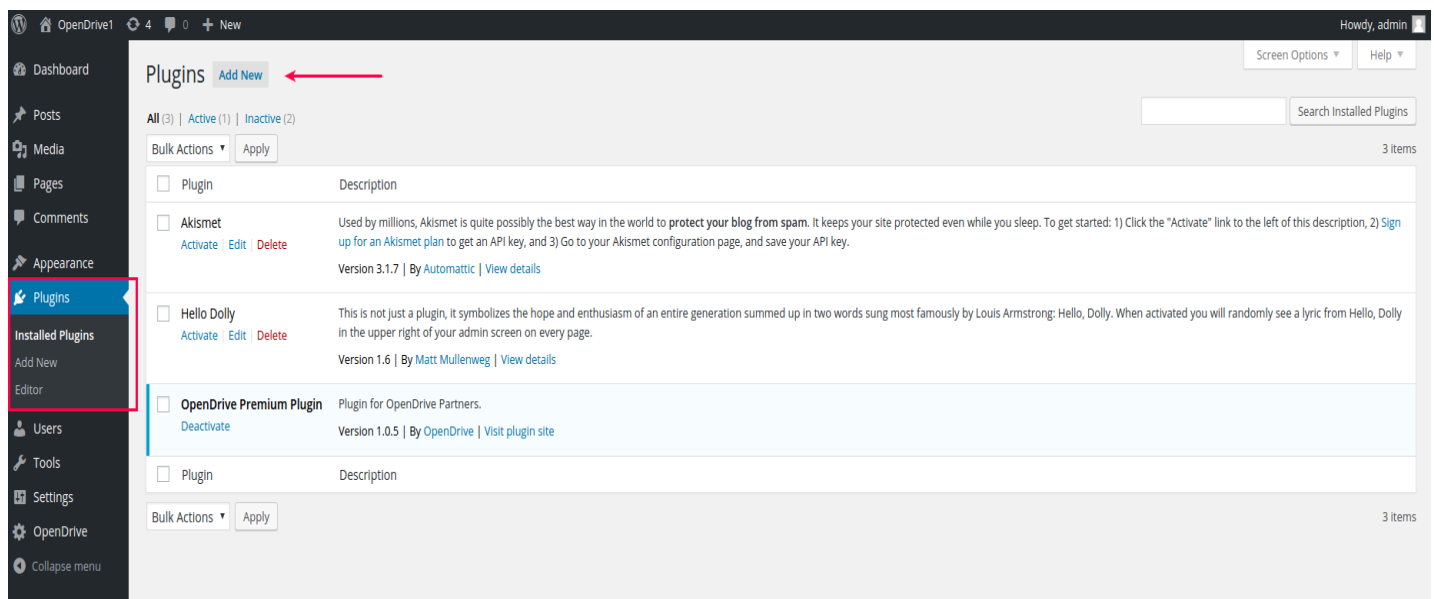 OpenDrive1 4 0 + New Howdy, admin
Dashboard
Posts
Media
Pages
Comments
Appearance
Plugins
Installed Plugins
Add New
Editor
Users
Tools
Settings
OpenDrive
Collapse menu
Screen Options ▼ Help ▼
Plugins Add New
All (3) | Active (1) | Inactive (2)
Search Installed Plugins
Bulk Actions ▼ Apply
3 items
Plugin Description
Akismet
Activate | Edit | Delete
Used by millions, Akismet is quite possibly the best way in the world to protect your blog from spam. It keeps your site protected even while you sleep. To get started: 1) Click the "Activate" link to the left of this description, 2) Sign
up for an Akismet plan to get an API key, and 3) Go to your Akismet configuration page, and save your API key.
Version 3.1.7 | By Automattic | View details
Hello Dolly
Activate | Edit | Delete
This is not just a plugin, it symbolizes the hope and enthusiasm of an entire generation summed up in two words sung most famously by Louis Armstrong: Hello, Dolly. When activated you will randomly see a lyric from Hello, Dolly
in the upper right of your admin screen on every page.
Version 1.6 | By Matt Mullenweg | View details
OpenDrive Premium Plugin
Deactivate
Plugin for OpenDrive Partners.
Version 1.0.5 | By OpenDrive | Visit plugin site
Plugin Description
Bulk Actions ▼ Apply
3 items